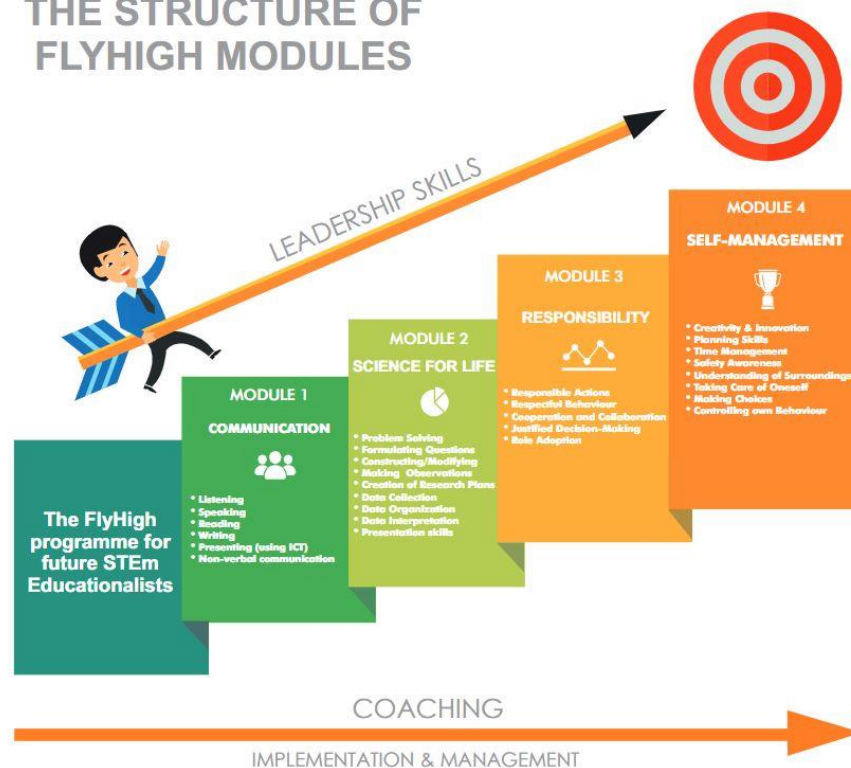 THE STRUCTURE OF
FLYHIGH MODULES
LEADERSHIP SKILLS
The FlyHigh
programme for
future STEm
Educationalists
MODULE 1
COMMUNICATION
* Listening
* Speaking
* Reading
* Writing
* Presenting (using ICT)
* Non-verbal communication
MODULE 2
SCIENCE FOR LIFE
* Problem Solving
* Formulating Questions
* Constructing/Modifying
* Making Observations
* Creation of Research Plans
* Data Collection
* Data Organization
* Data Interpretation
* Presentation skills
MODULE 3
RESPONSIBILITY
* Responsible Actions
* Respectful Behaviour
* Cooperation and Collaboration
* Justified Decision-Making
* Role Adoption
MODULE 4
SELF-MANAGEMENT
* Creativity & Innovation
* Planning Skills
* Time Management
* Safety Awareness
* Understanding of Surroundings
* Taking Care of Oneself
* Making Choices
* Controlling own Behaviour
COACHING
IMPLEMENTATION & MANAGEMENT